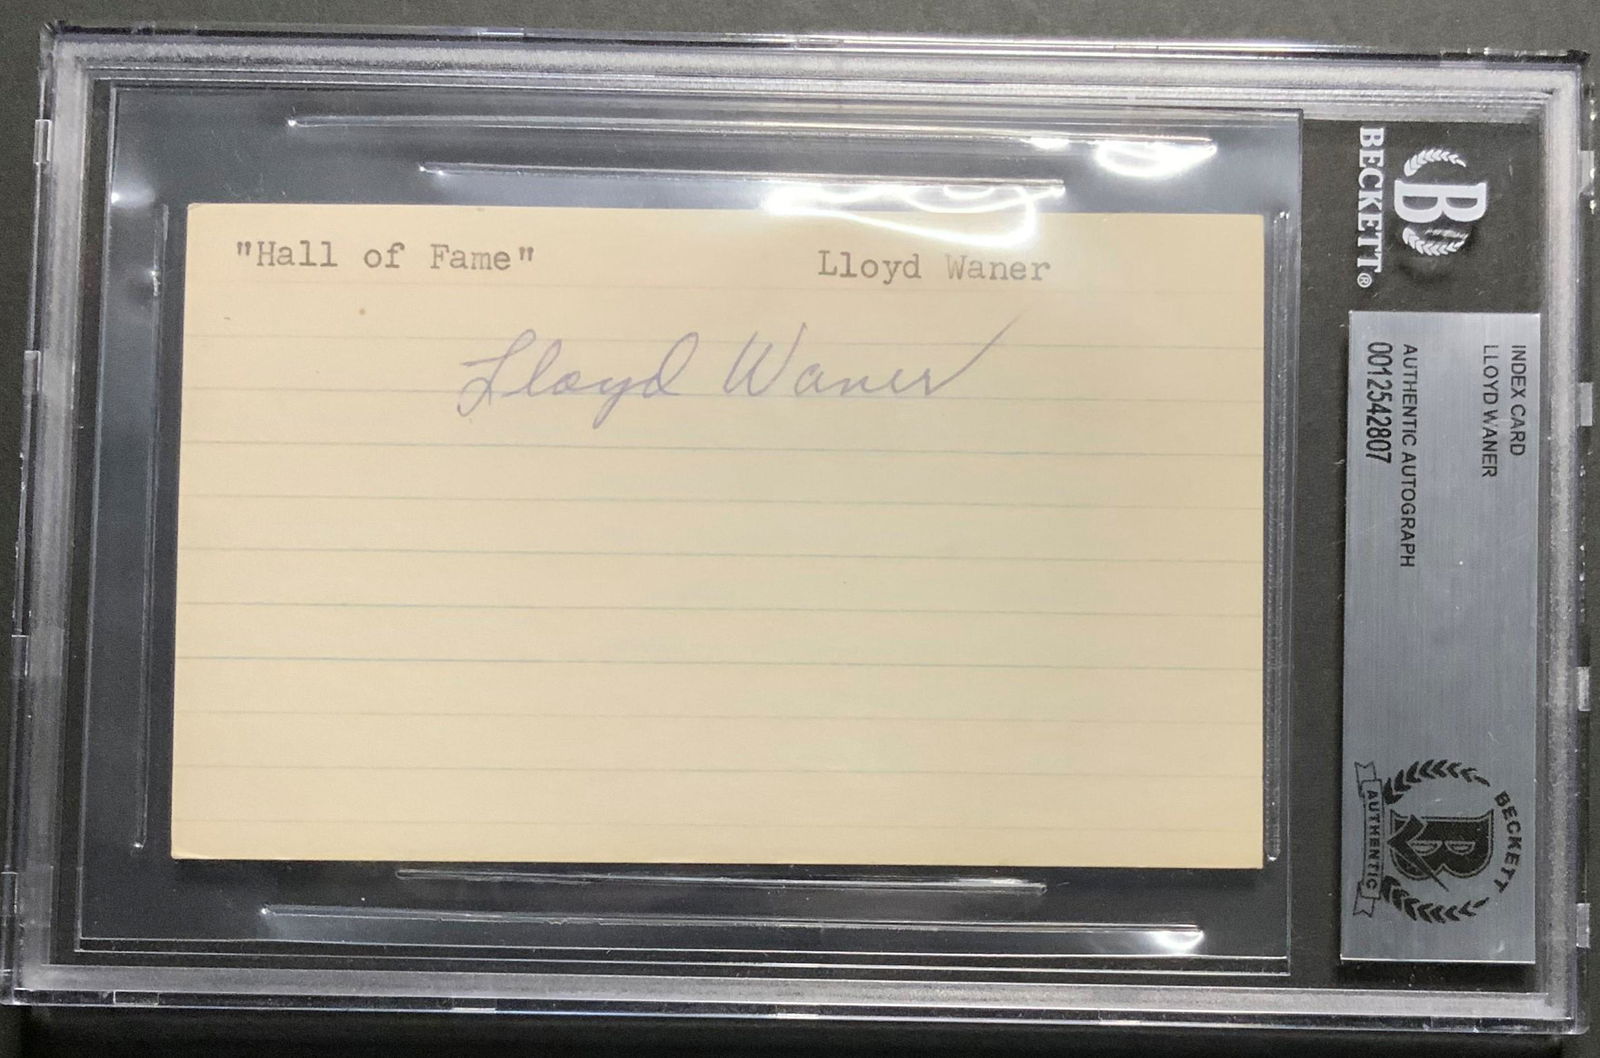 "Hall of Fame" Lloyd Waner
Lloyd Waner
BECKETT®
B
INDEX CARD
LLOYD WANER
AUTHENTIC AUTOGRAPH
0012542807
BECKETT
B
AUTHENTIC